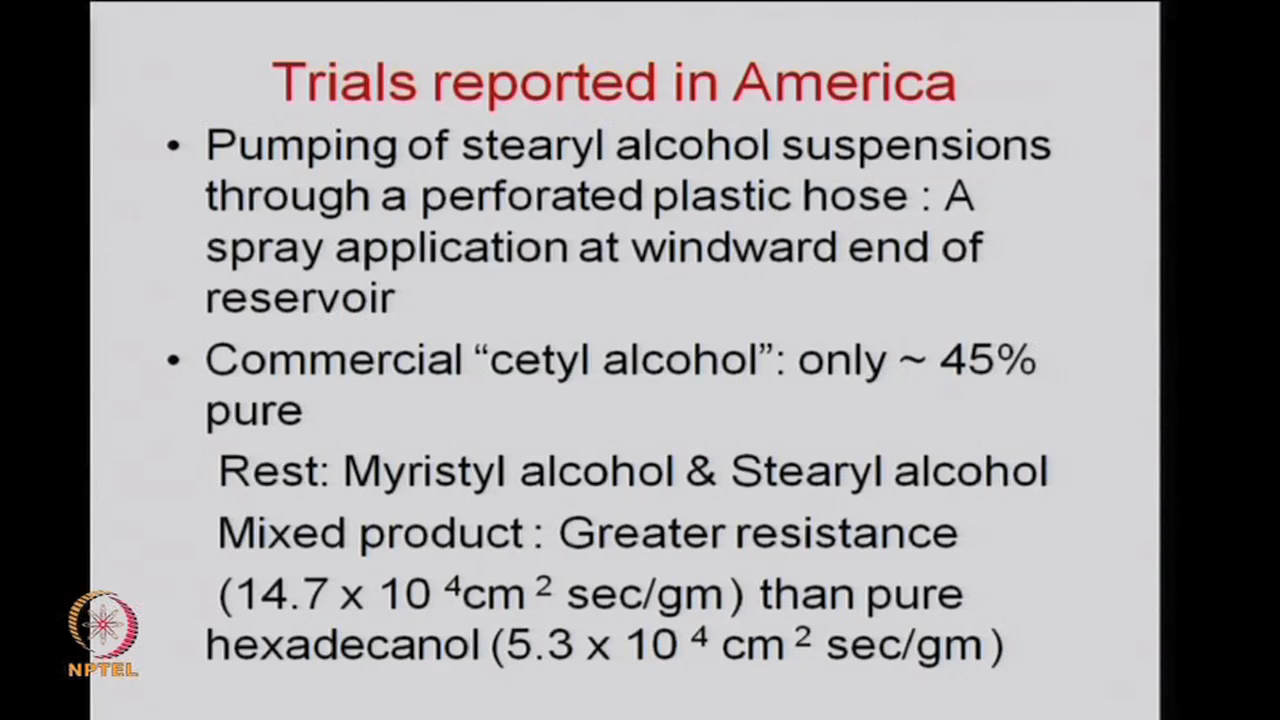 Trials reported in America
• Pumping of stearyl alcohol suspensions
through a perforated plastic hose : A
spray application at windward end of
reservoir
• Commercial “cetyl alcohol”: only ~ 45%
pure
Rest: Myristyl alcohol & Stearyl alcohol
Mixed product : Greater resistance
(14.7 x 10 ⁴cm ² sec/gm) than pure
hexadecanol (5.3 x 10 ⁴ cm ² sec/gm)
NPTEL